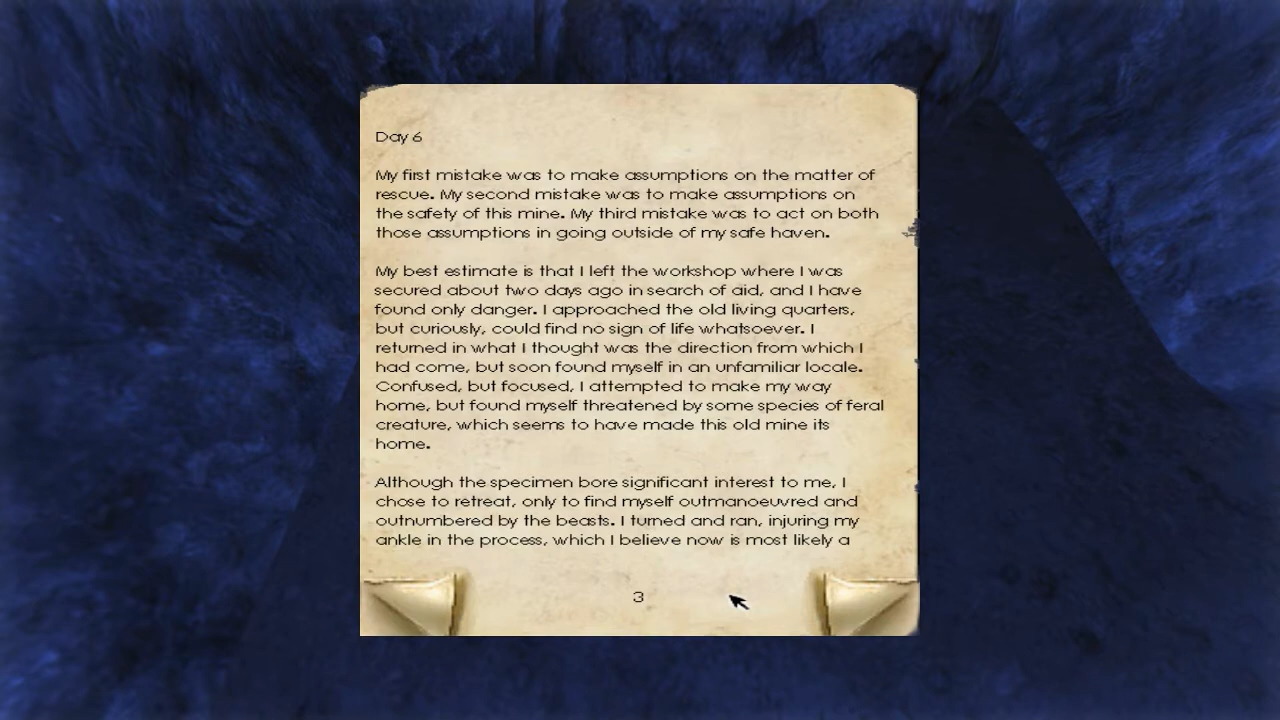 Day 6
My first mistake was to make assumptions on the matter of
rescue. My second mistake was to make assumptions on
the safety of this mine. My third mistake was to act on both
those assumptions in going outside of my safe haven.
My best estimate is that I left the workshop where I was
secured about two days ago in search of aid, and I have
found only danger. I approached the old living quarters,
but curiously, could find no sign of life whatsoever. I
returned in what I thought was the direction from which I
had come, but soon found myself in an unfamiliar locale.
Confused, but focused, I attempted to make my way
home, but found myself threatened by some species of feral
creature, which seems to have made this old mine its
home.
Although the specimen bore significant interest to me, I
chose to retreat, only to find myself outmanoeuvred and
outnumbered by the beasts. I turned and ran, injuring my
ankle in the process, which I believe now is most likely a
3